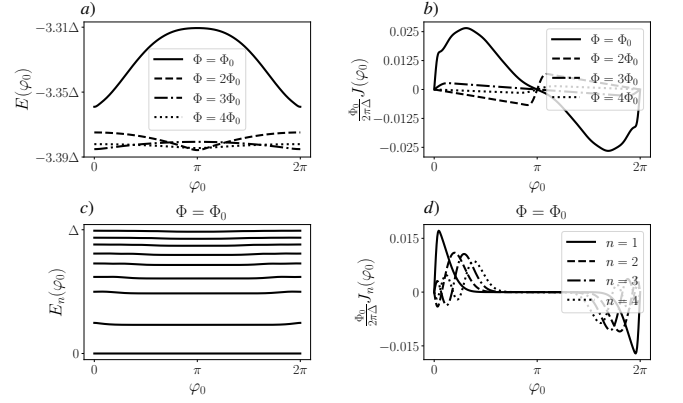 a)
−3.31Δ
−3.35Δ
−3.39Δ
E(φ₀)
Φ = Φ₀
Φ = 2Φ₀
Φ = 3Φ₀
Φ = 4Φ₀
0
π
2π
φ₀
b)
0.025
0.0125
0
−0.0125
−0.025
Φ₀/2πΔ J(φ₀)
Φ = Φ₀
Φ = 2Φ₀
Φ = 3Φ₀
Φ = 4Φ₀
0
π
2π
φ₀
c)
Φ = Φ₀
Δ
0
Eₙ(φ₀)
0
π
2π
φ₀
d)
Φ = Φ₀
0.015
0
−0.015
Φ₀/2πΔ Jₙ(φ₀)
n = 1
n = 2
n = 3
n = 4
0
π
2π
φ₀